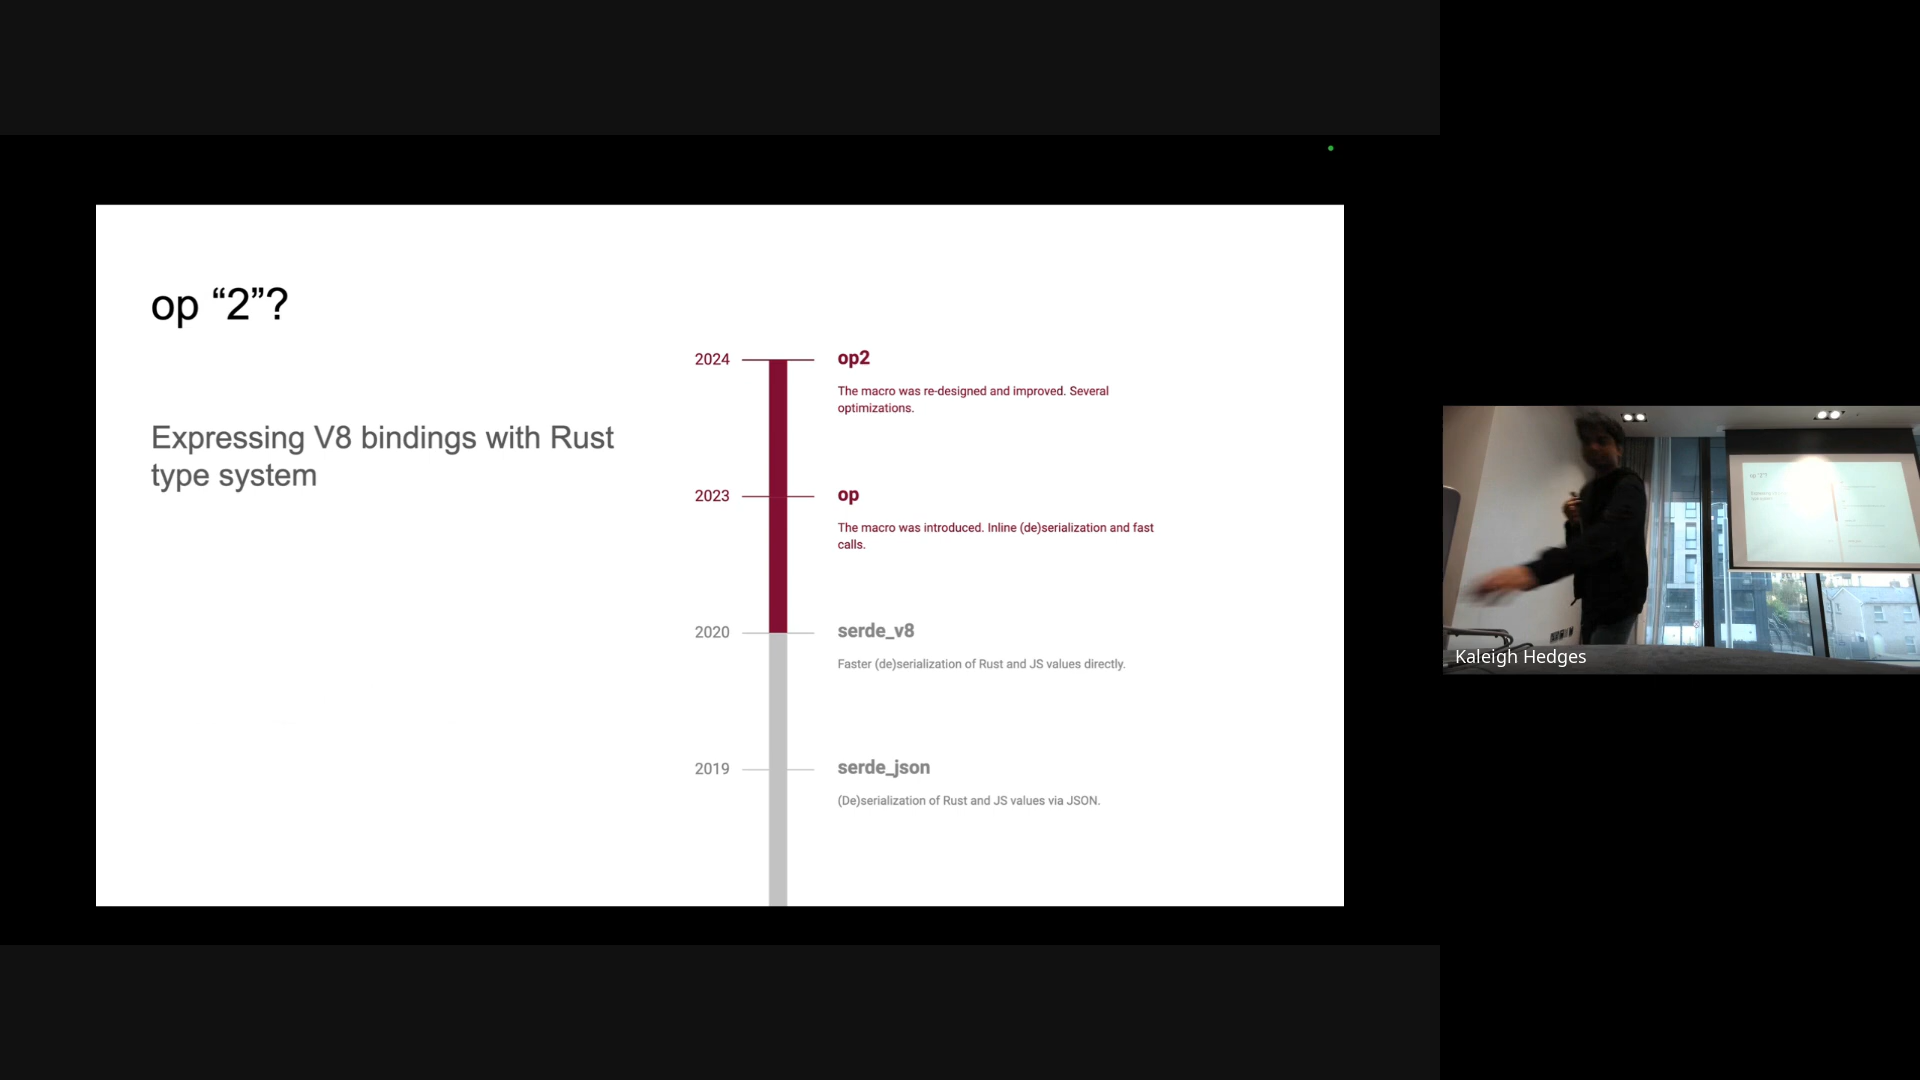 op “2”?
Expressing V8 bindings with Rust
type system
2024
op2
The macro was re-designed and improved. Several
optimizations.
2023
op
The macro was introduced. Inline (de)serialization and fast
calls.
2020
serde_v8
Faster (de)serialization of Rust and JS values directly.
2019
serde_json
(De)serialization of Rust and JS values via JSON.
Kaleigh Hedges